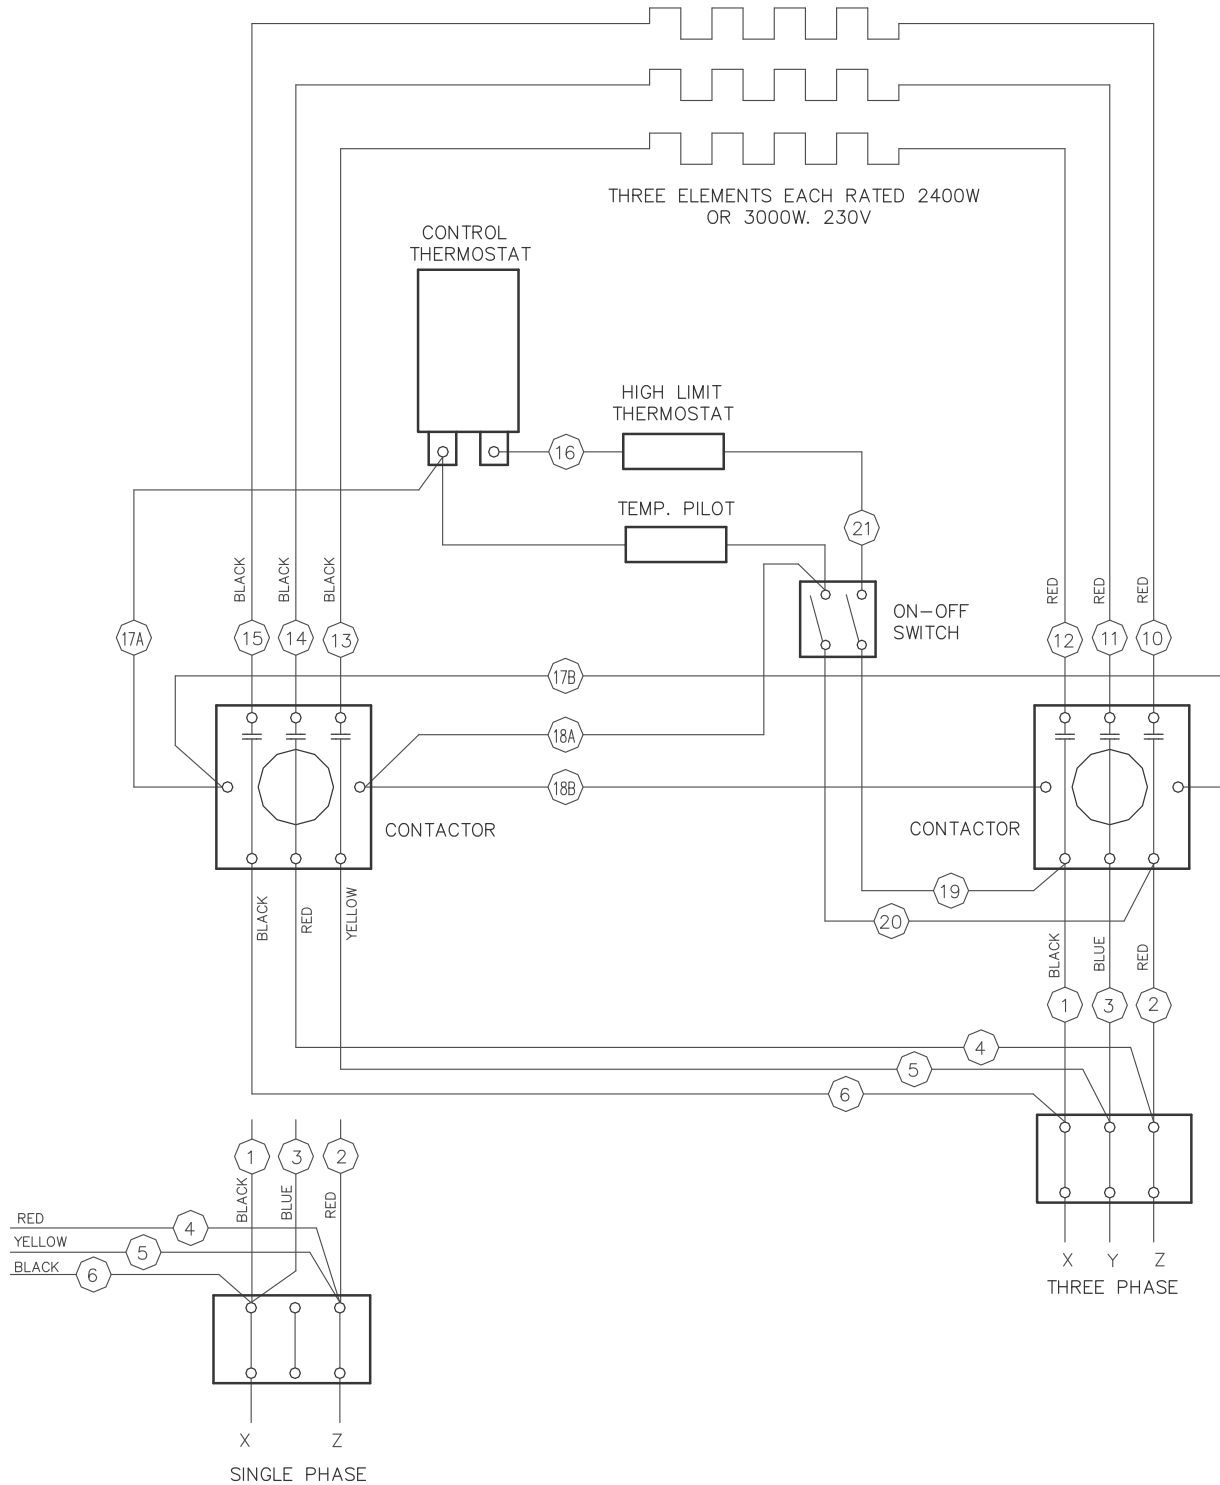 THREE ELEMENTS EACH RATED 2400W
OR 3000W. 230V
CONTROL
THERMOSTAT
HIGH LIMIT
THERMOSTAT
16
TEMP. PILOT
21
BLACK
BLACK
BLACK
RED
RED
RED
ON-OFF
SWITCH
17A
15
14
13
12
11
10
17B
18A
18B
CONTACTOR
CONTACTOR
BLACK
RED
YELLOW
19
20
BLACK
BLUE
RED
1
3
2
4
5
6
1
3
2
BLACK
BLUE
RED
RED
4
YELLOW
5
BLACK
6
X
Y
Z
THREE PHASE
X
Z
SINGLE PHASE